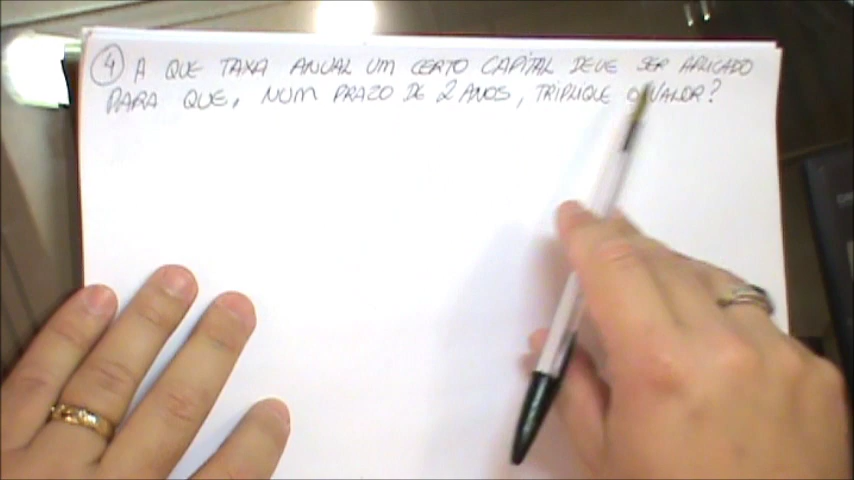 ④ A QUE TAXA ANUAL UM CERTO CAPITAL DEVE SER APLICADO
PARA QUE, NUM PRAZO DE 2 ANOS, TRIPLIQUE O VALOR?